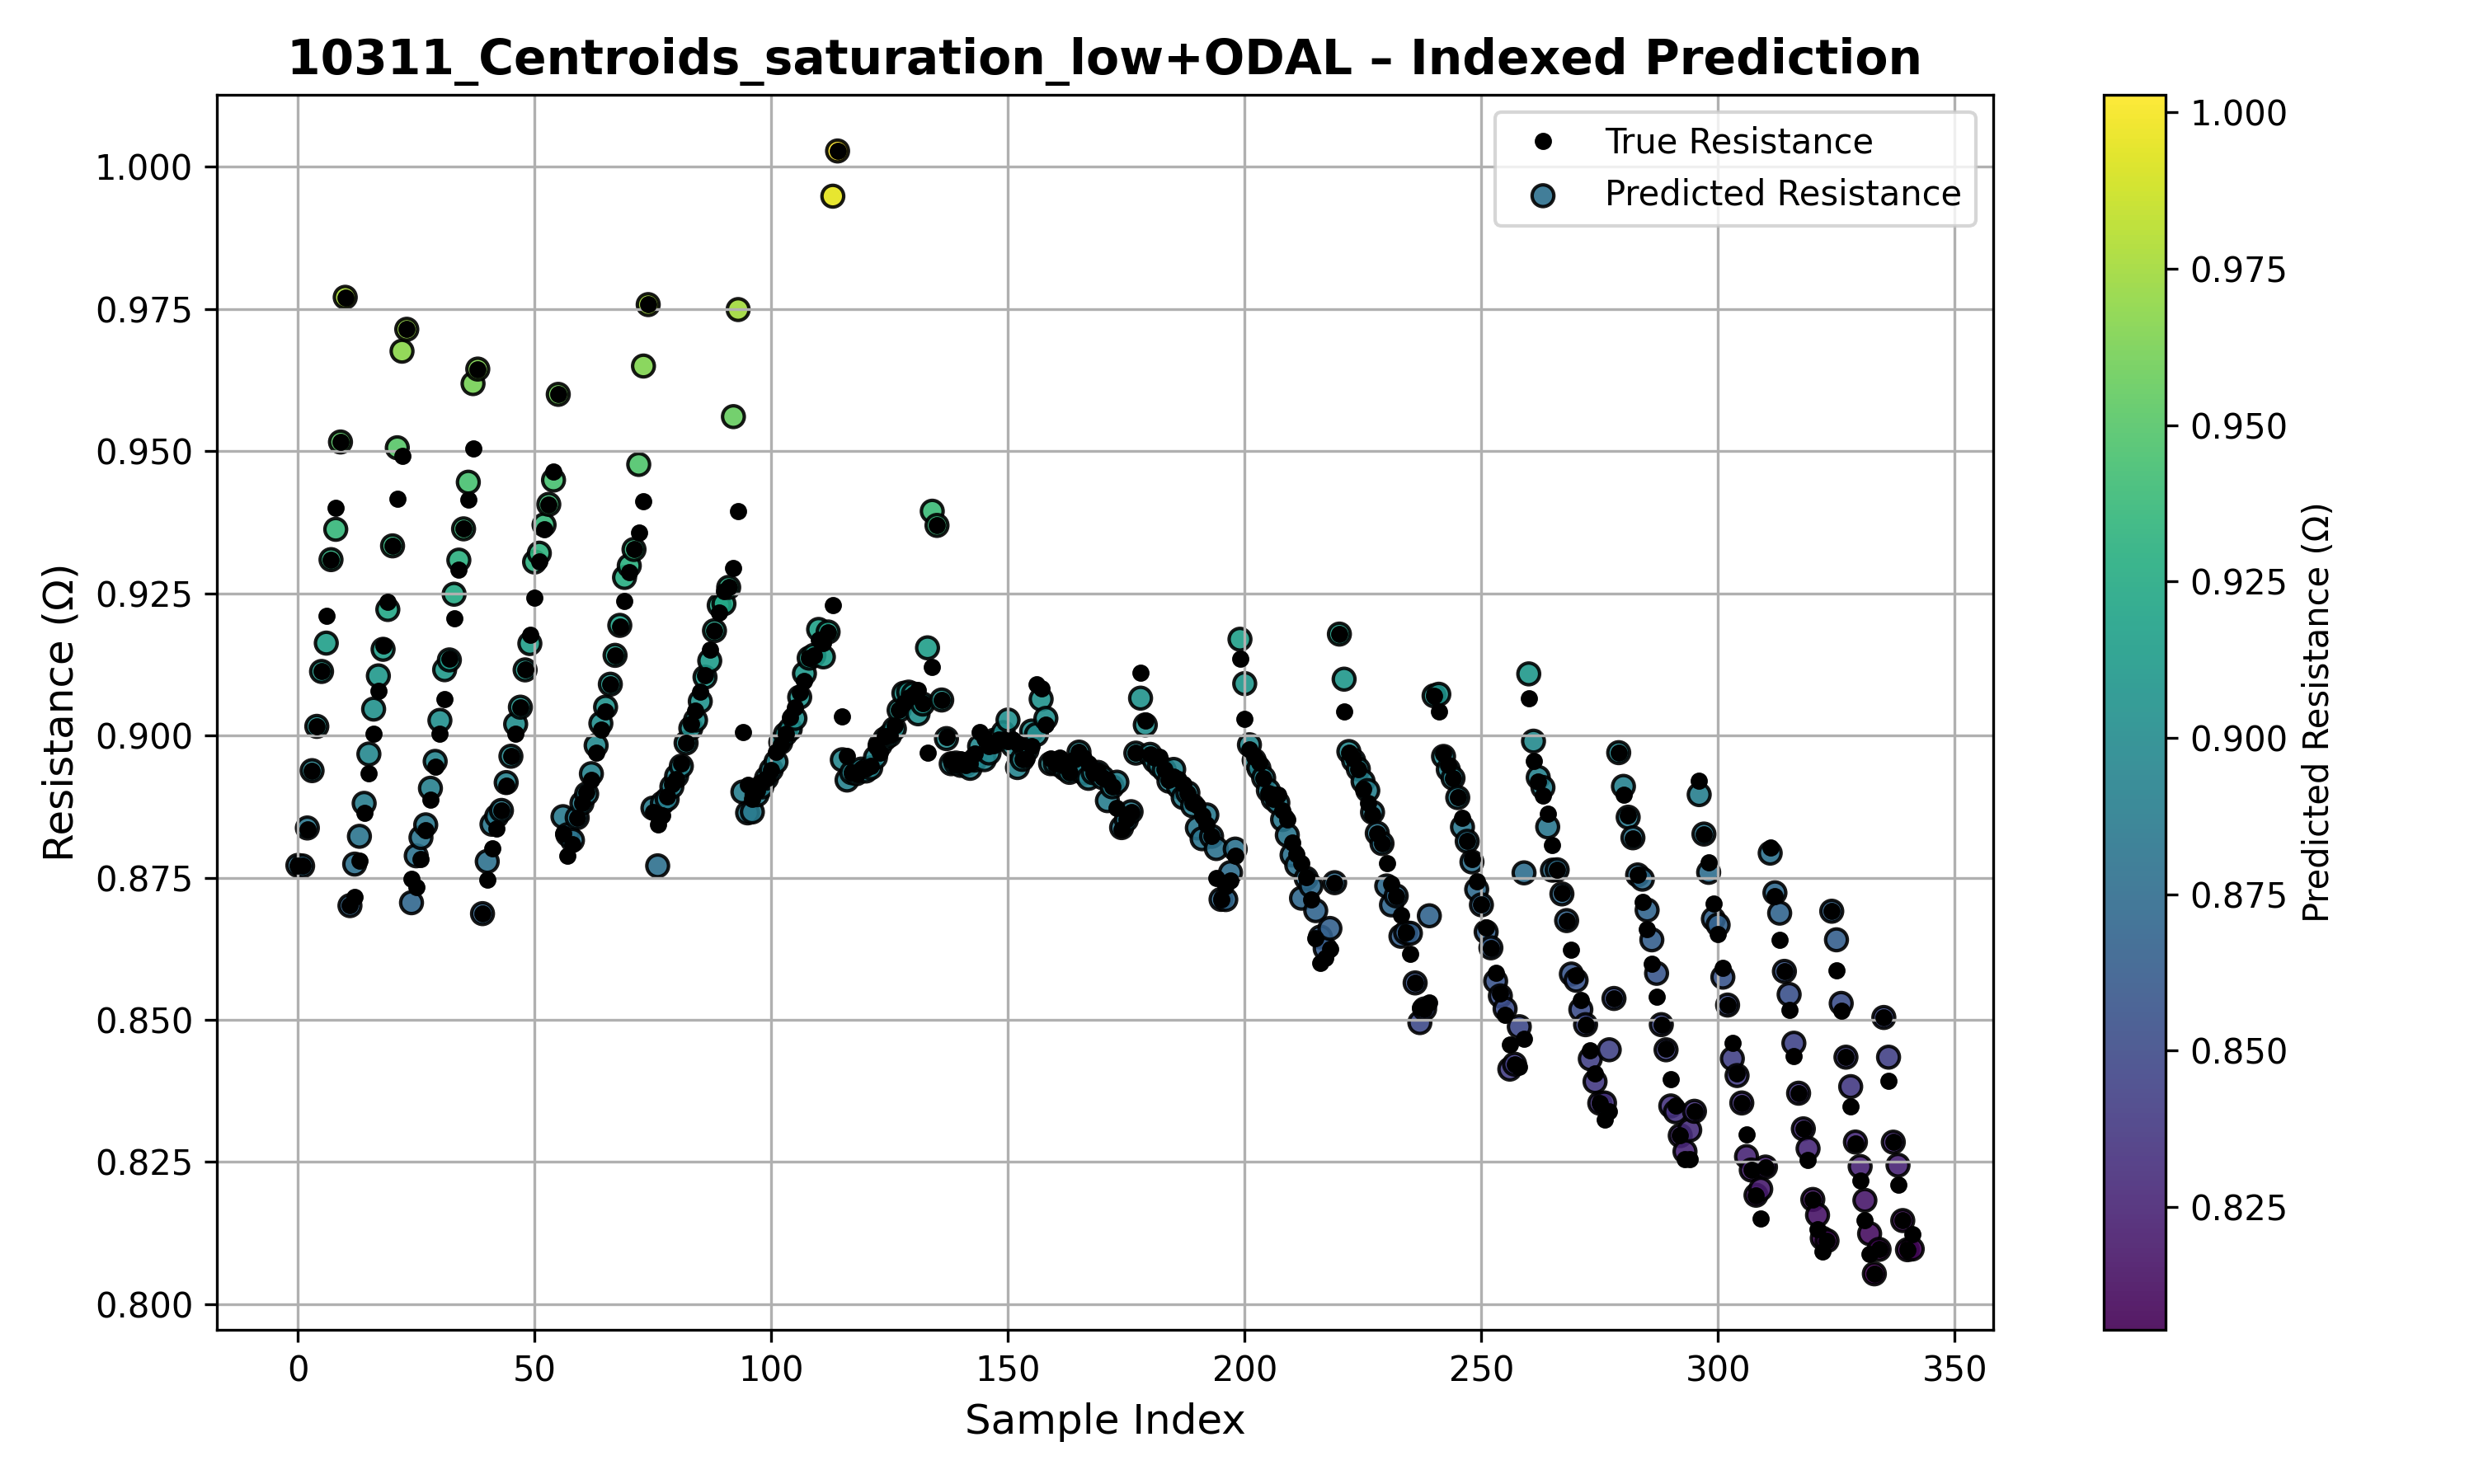 10311_Centroids_saturation_low+ODAL – Indexed Prediction
True Resistance
Predicted Resistance
Resistance (Ω)
1.000
0.975
0.950
0.925
0.900
0.875
0.850
0.825
0.800
0 50 100 150 200 250 300 350
Sample Index
1.000
0.975
0.950
0.925
0.900
0.875
0.850
0.825
Predicted Resistance (Ω)